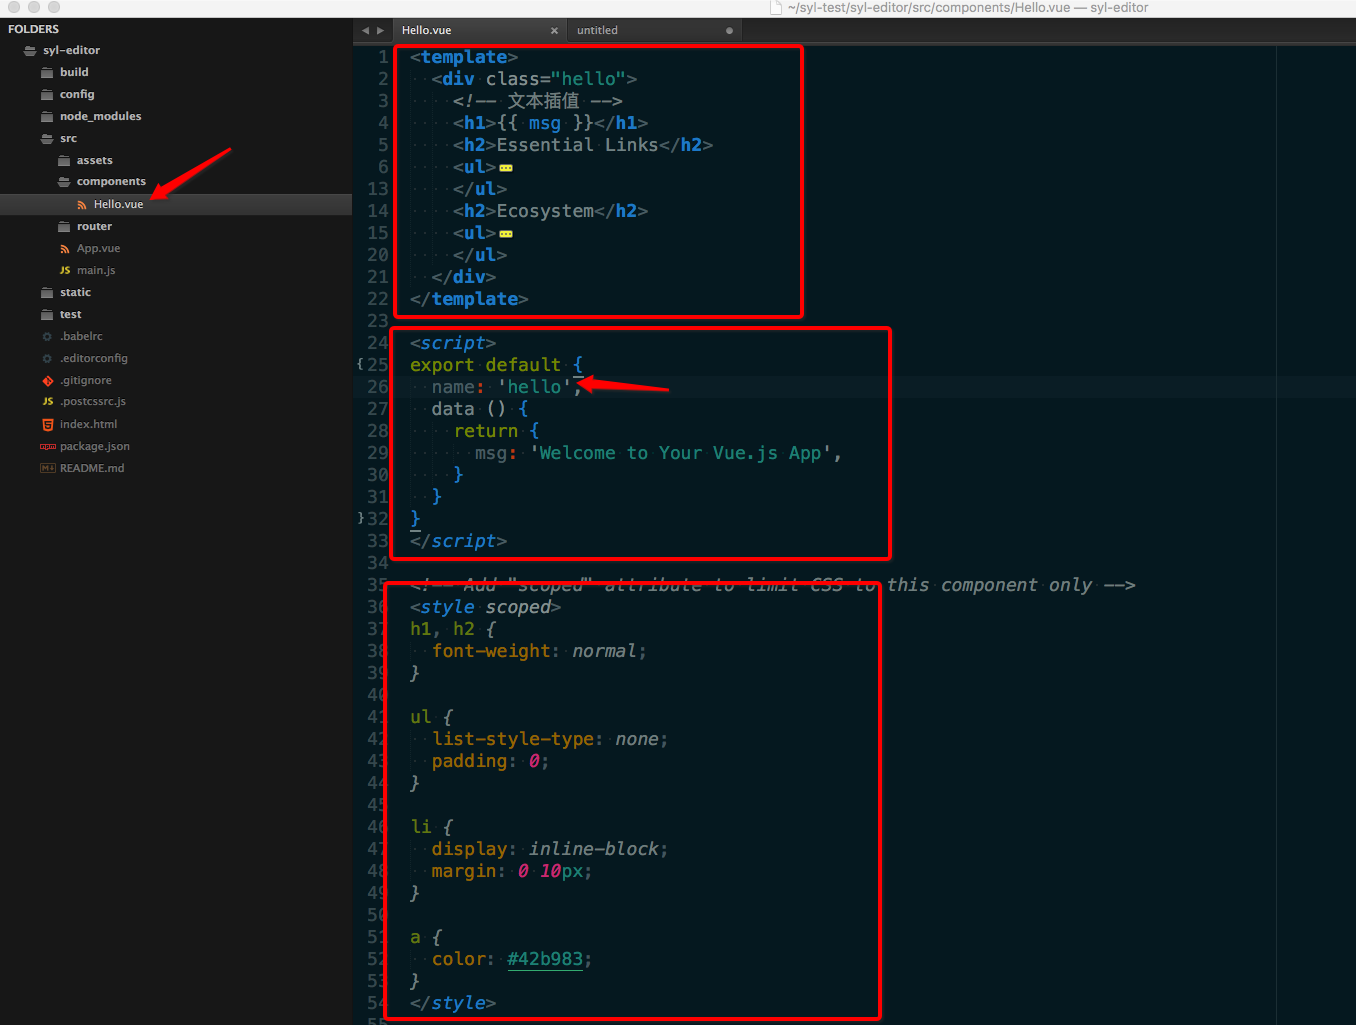 ~/syl-test/syl-editor/src/components/Hello.vue — syl-editor
FOLDERS
syl-editor
build
config
node_modules
src
assets
components
Hello.vue
router
App.vue
JS main.js
static
test
.babelrc
.editorconfig
.gitignore
JS .postcssrc.js
index.html
package.json
README.md
Hello.vue ×
untitled
1 <template>
2 <div class="hello">
3 <!-- 文本插值 -->
4 <h1>{{ msg }}</h1>
5 <h2>Essential Links</h2>
6 <ul>
13 </ul>
14 <h2>Ecosystem</h2>
15 <ul>
20 </ul>
21 </div>
22 </template>
23
24 <script>
{ 25 export default {
26 name: 'hello',
27 data () {
28 return {
29 msg: 'Welcome to Your Vue.js App',
30 }
31 }
} 32 }
33 </script>
34
35 <!-- Add "scoped" attribute to limit CSS to this component only -->
36 <style scoped>
37 h1, h2 {
38 font-weight: normal;
39 }
40
41 ul {
42 list-style-type: none;
43 padding: 0;
44 }
45
46 li {
47 display: inline-block;
48 margin: 0 10px;
49 }
50
51 a {
52 color: #42b983;
53 }
54 </style>
55